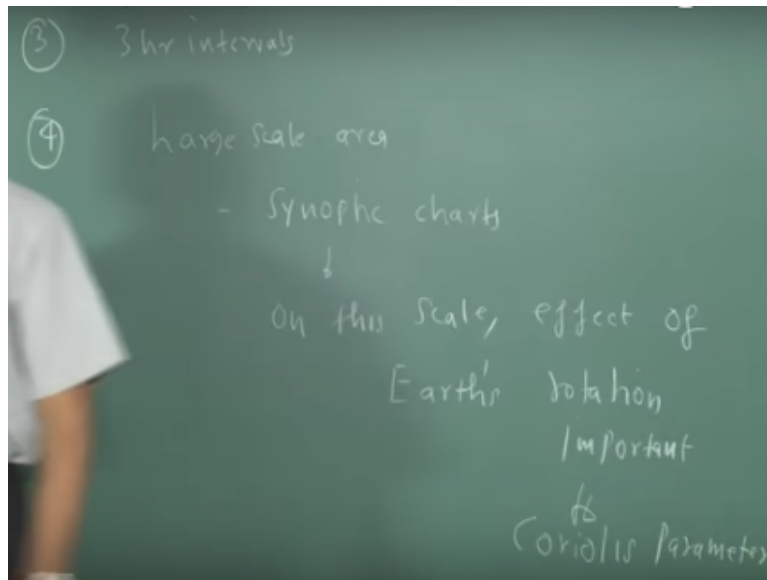 ③ 3 hr intervals
④ Large scale area
- Synoptic charts
↓
On this scale, effect of
Earth's rotation
Important
⇓
Coriolis Parameter